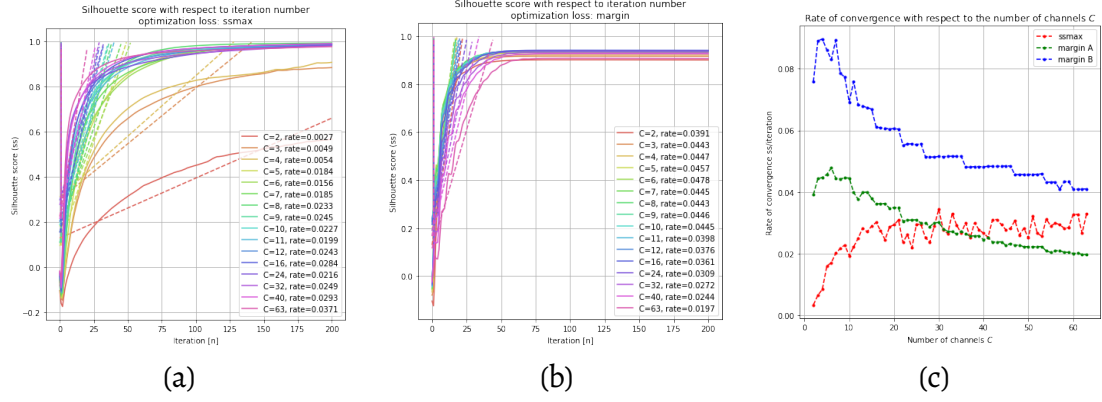 Silhouette score with respect to iteration number
optimization loss: ssmax
Silhouette score (ss)
1.0
0.8
0.6
0.4
0.2
0.0
−0.2
C=2, rate=0.0027
C=3, rate=0.0049
C=4, rate=0.0054
C=5, rate=0.0184
C=6, rate=0.0156
C=7, rate=0.0185
C=8, rate=0.0233
C=9, rate=0.0245
C=10, rate=0.0227
C=11, rate=0.0199
C=12, rate=0.0243
C=16, rate=0.0284
C=24, rate=0.0216
C=32, rate=0.0249
C=40, rate=0.0293
C=63, rate=0.0371
0 25 50 75 100 125 150 175 200
Iteration [n]
(a)
Silhouette score with respect to iteration number
optimization loss: margin
Silhouette score (ss)
1.0
0.8
0.6
0.4
0.2
0.0
C=2, rate=0.0391
C=3, rate=0.0443
C=4, rate=0.0447
C=5, rate=0.0457
C=6, rate=0.0478
C=7, rate=0.0445
C=8, rate=0.0443
C=9, rate=0.0446
C=10, rate=0.0445
C=11, rate=0.0398
C=12, rate=0.0376
C=16, rate=0.0361
C=24, rate=0.0309
C=32, rate=0.0272
C=40, rate=0.0244
C=63, rate=0.0197
0 25 50 75 100 125 150 175 200
Iteration [n]
(b)
Rate of convergence with respect to the number of channels C
Rate of convergence ss/iteration
0.08
0.06
0.04
0.02
0.00
ssmax
margin A
margin B
0 10 20 30 40 50 60
Number of channels C
(c)